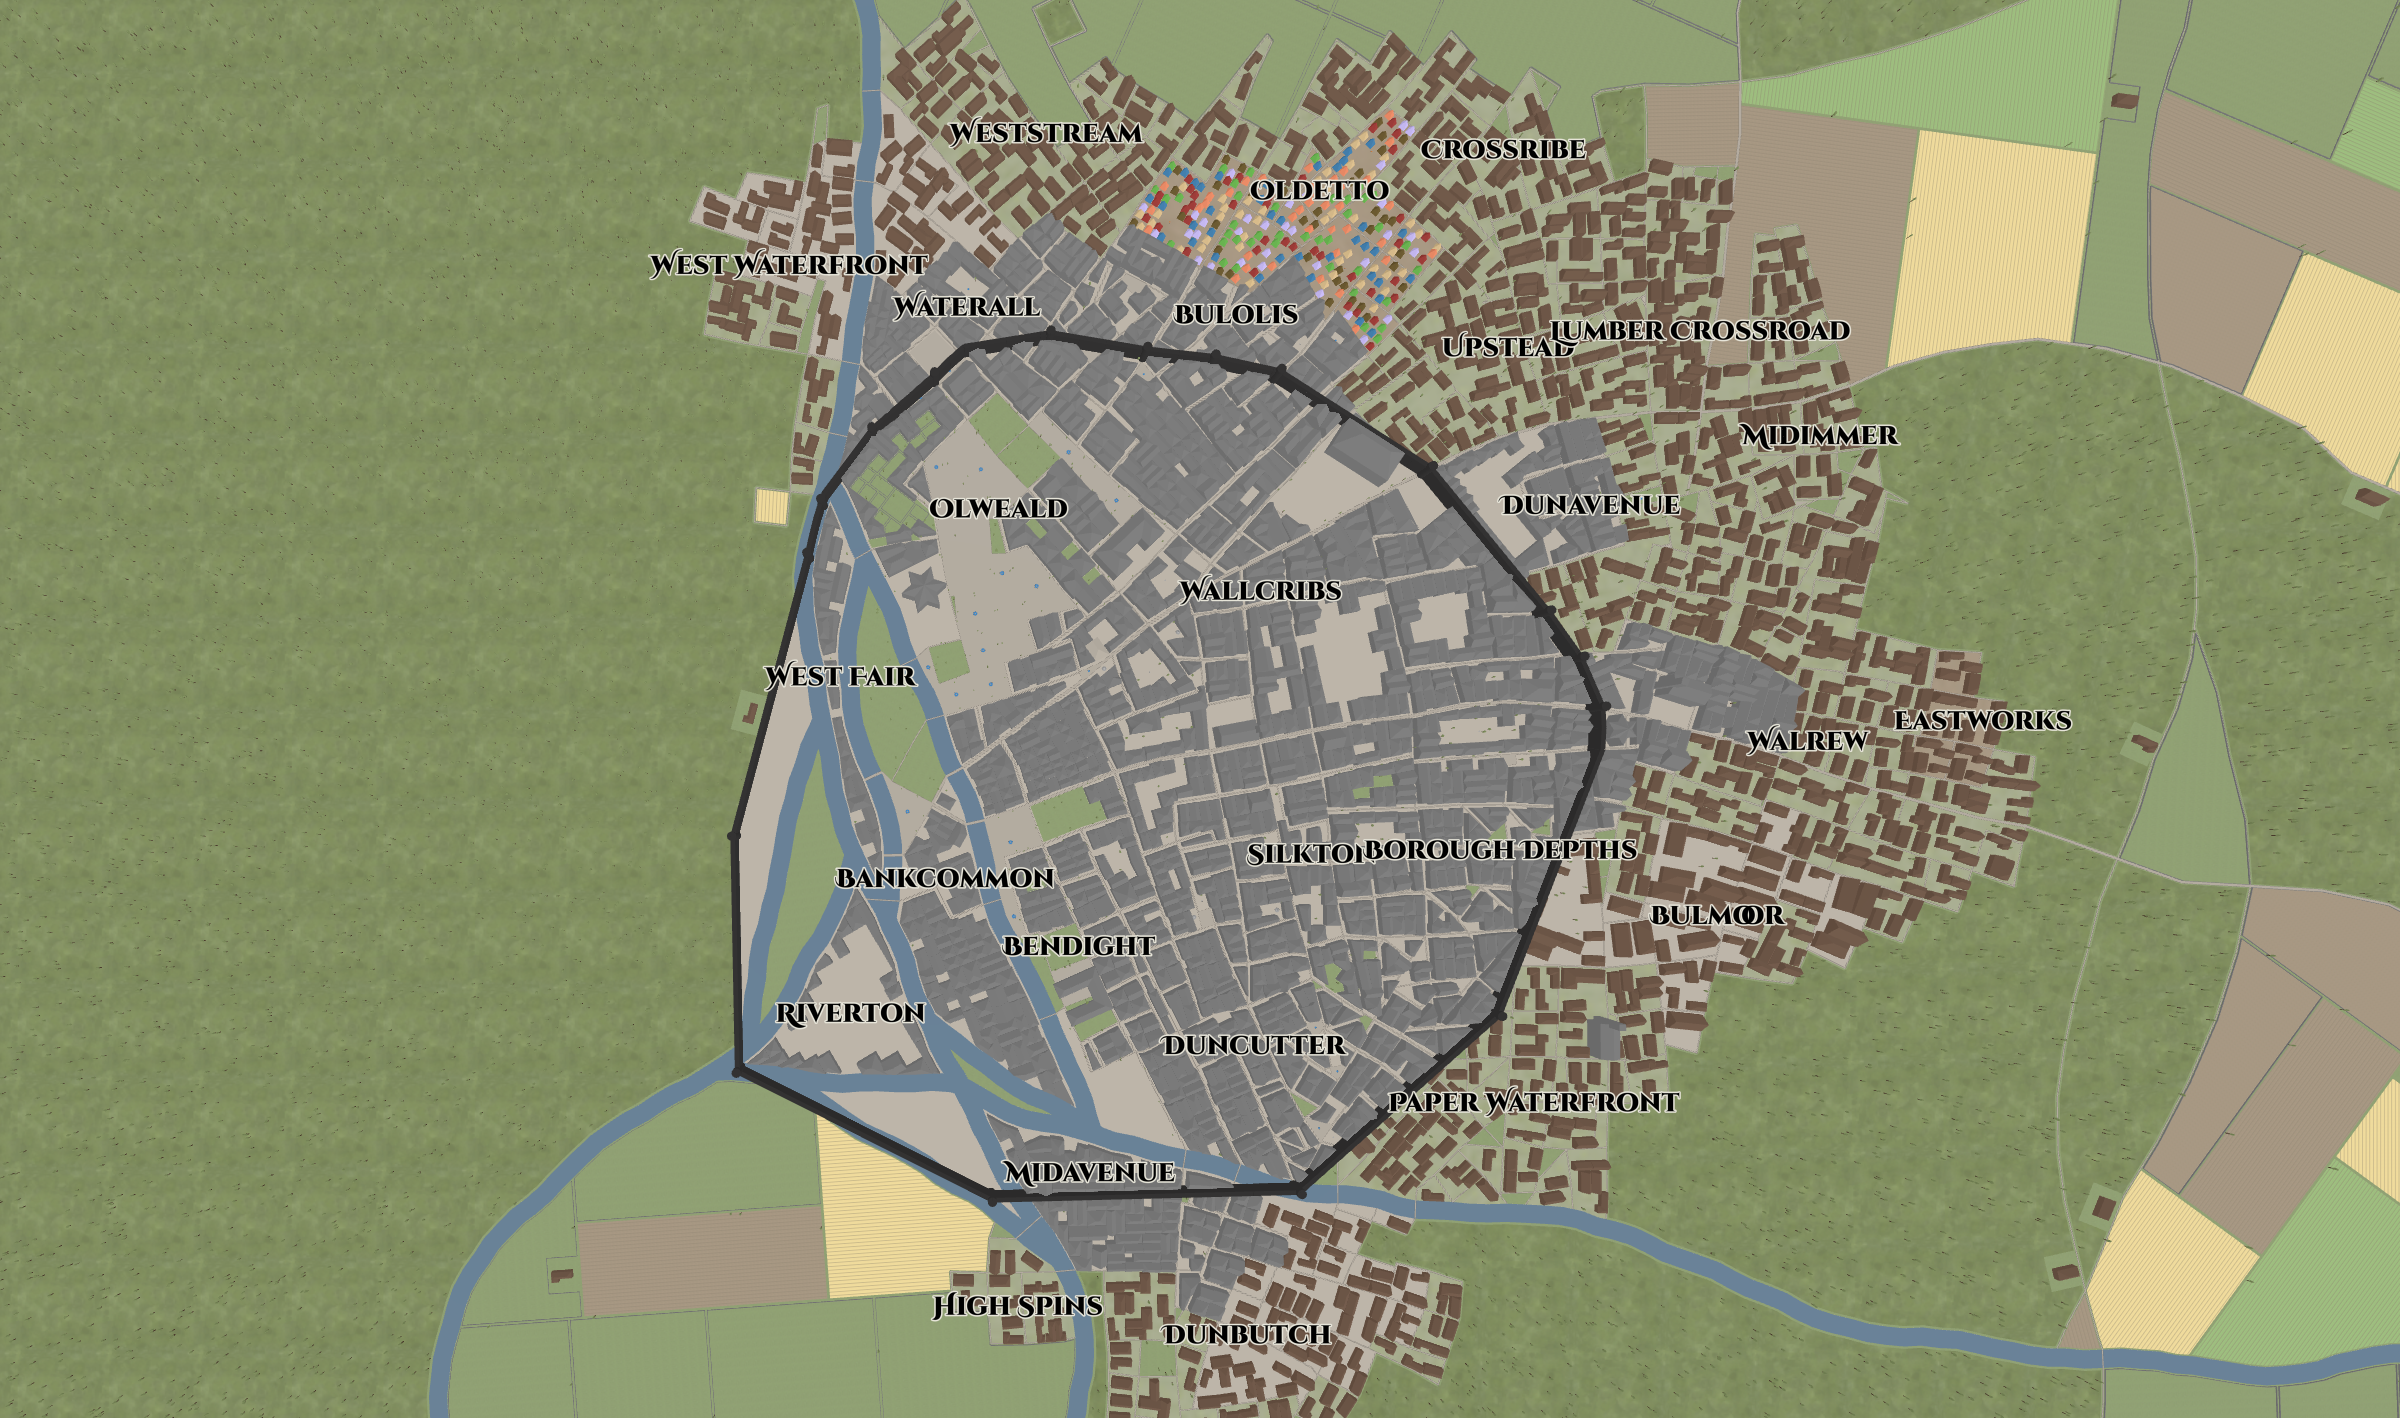 Weststream
Crossribe
Oldetto
West Waterfront
Waterall
Bulolis
Lumber Crossroad
Upstead
Midimmer
Olweald
Dunavenue
Wallcribs
West Fair
Eastworks
Walrew
Silkton
Borough Depths
Bankcommon
Bulmoor
Bendight
Riverton
Duncutter
Paper Waterfront
Midavenue
High Spins
Dunbutch